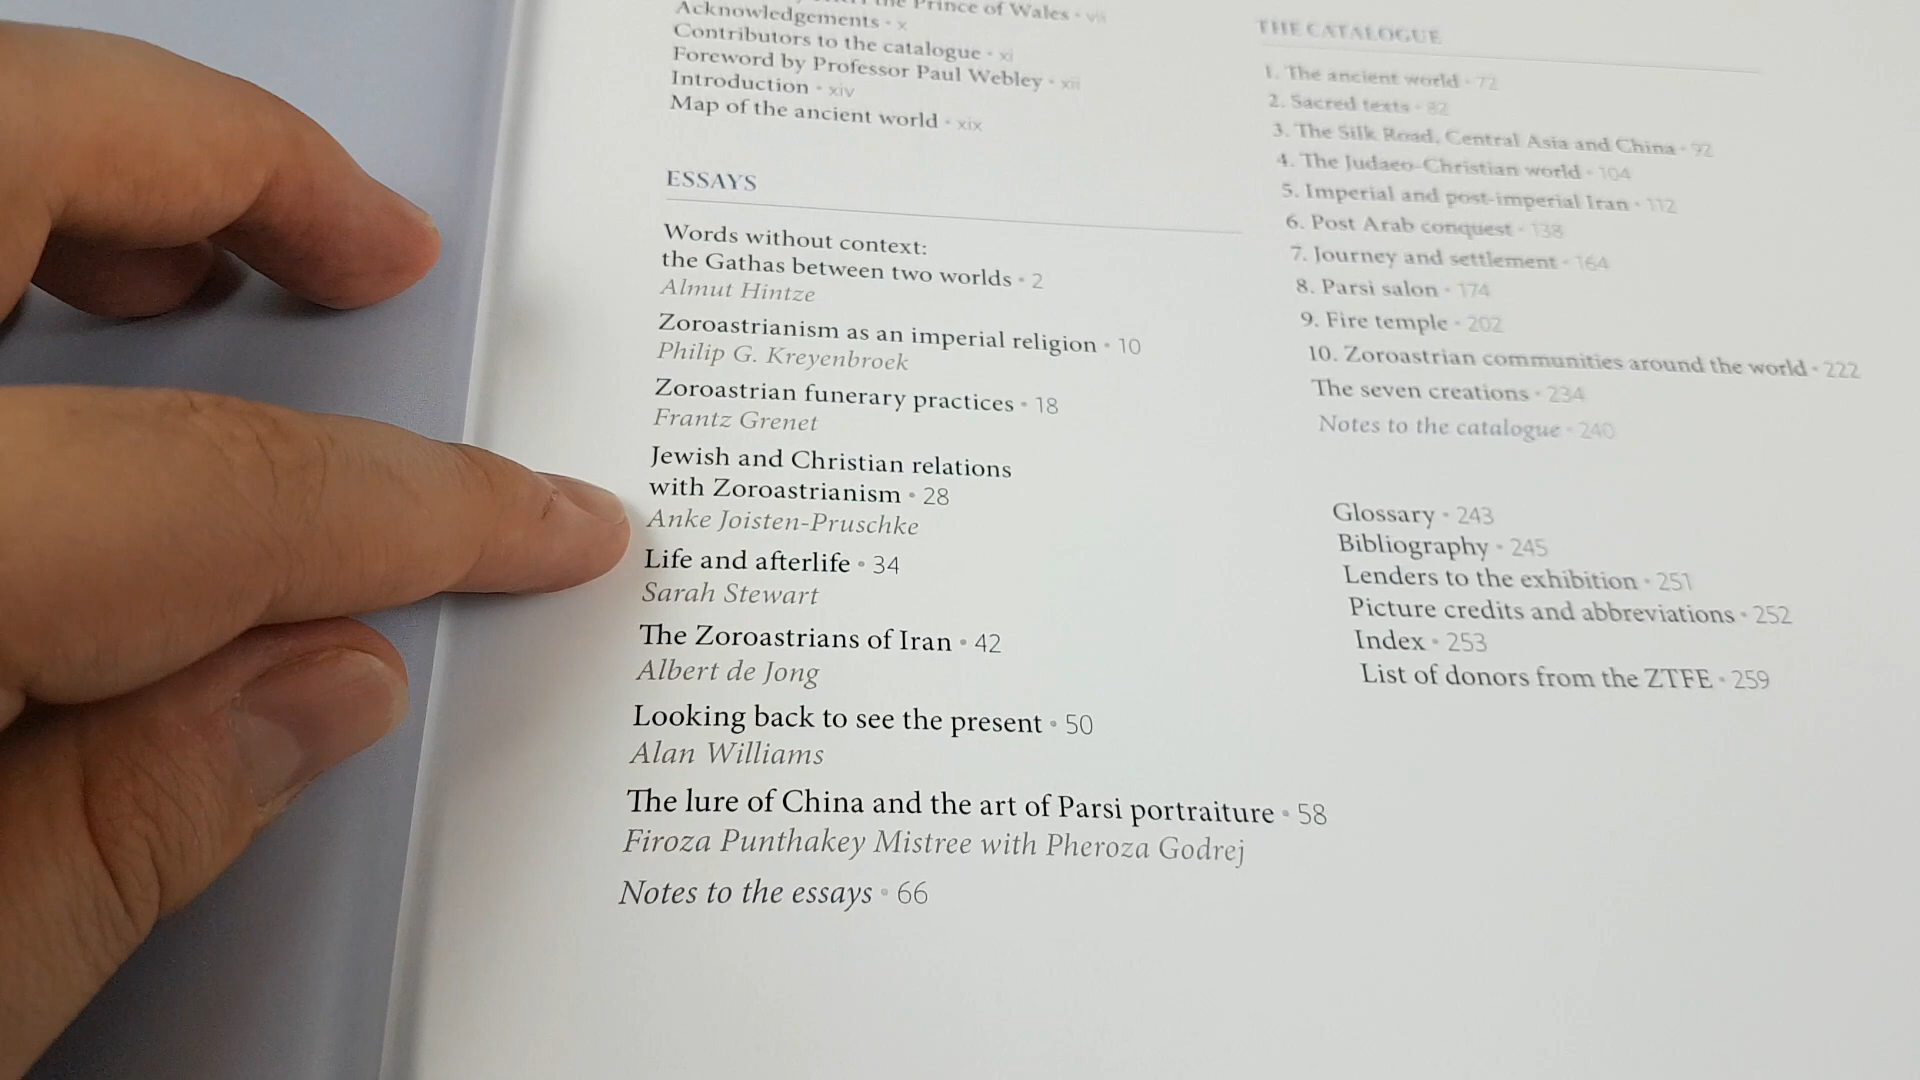 the Prince of Wales • vii
Acknowledgements • x
Contributors to the catalogue • xi
Foreword by Professor Paul Webley • xii
Introduction • xiv
Map of the ancient world • xix
ESSAYS
Words without context:
the Gathas between two worlds • 2
Almut Hintze
Zoroastrianism as an imperial religion • 10
Philip G. Kreyenbroek
Zoroastrian funerary practices • 18
Frantz Grenet
Jewish and Christian relations
with Zoroastrianism • 28
Anke Joisten-Pruschke
Life and afterlife • 34
Sarah Stewart
The Zoroastrians of Iran • 42
Albert de Jong
Looking back to see the present • 50
Alan Williams
The lure of China and the art of Parsi portraiture • 58
Firoza Punthakey Mistree with Pheroza Godrej
Notes to the essays • 66
THE CATALOGUE
1. The ancient world • 72
2. Sacred texts • 82
3. The Silk Road, Central Asia and China • 92
4. The Judaeo-Christian world • 104
5. Imperial and post-imperial Iran • 112
6. Post Arab conquest • 138
7. Journey and settlement • 164
8. Parsi salon • 174
9. Fire temple • 202
10. Zoroastrian communities around the world • 222
The seven creations • 234
Notes to the catalogue • 240
Glossary • 243
Bibliography • 245
Lenders to the exhibition • 251
Picture credits and abbreviations • 252
Index • 253
List of donors from the ZTFE • 259